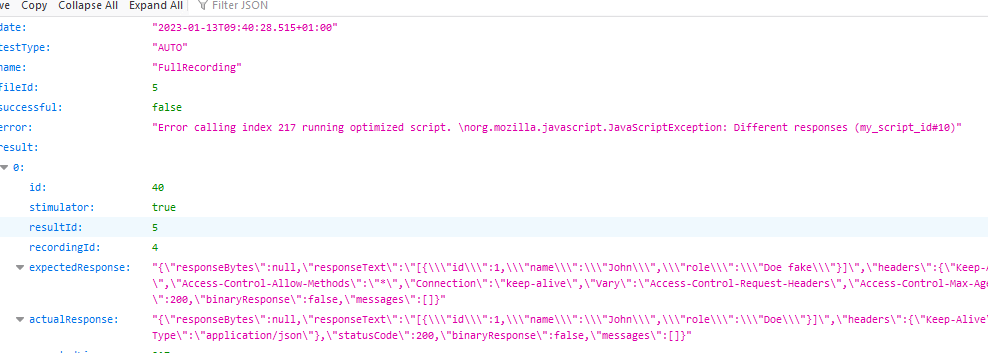 ve Copy Collapse All Expand All Filter JSON
date: "2023-01-13T09:40:28.515+01:00"
testType: "AUTO"
name: "FullRecording"
fileId: 5
successful: false
error: "Error calling index 217 running optimized script. \norg.mozilla.javascript.JavaScriptException: Different responses (my_script_id#10)"
result:
0:
id: 40
stimulator: true
resultId: 5
recordingId: 4
expectedResponse: "{\"responseBytes\":null,\"responseText\":\"[{\\\"id\\\":1,\\\"name\\\":\\\"John\\\",\\\"role\\\":\\\"Doe fake\\\"}]\",\"headers\":{\"Keep-A
\",\"Access-Control-Allow-Methods\":\"*\",\"Connection\":\"keep-alive\",\"Vary\":\"Access-Control-Request-Headers\",\"Access-Control-Max-Age
\":200,\"binaryResponse\":false,\"messages\":[]}"
actualResponse: "{\"responseBytes\":null,\"responseText\":\"[{\\\"id\\\":1,\\\"name\\\":\\\"John\\\",\\\"role\\\":\\\"Doe\\\"}]\",\"headers\":{\"Keep-Alive\
Type\":\"application/json\"},\"statusCode\":200,\"binaryResponse\":false,\"messages\":[]}"